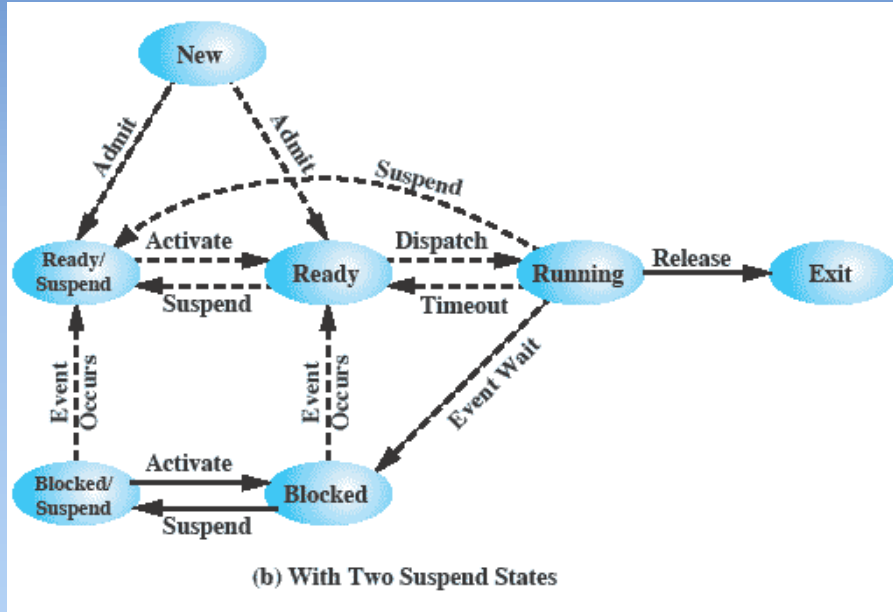 New
Admit
Admit
Suspend
Ready/
Suspend
Activate
Suspend
Ready
Dispatch
Timeout
Running
Release
Exit
Event
Occurs
Event
Occurs
Event Wait
Blocked/
Suspend
Activate
Suspend
Blocked
(b) With Two Suspend States